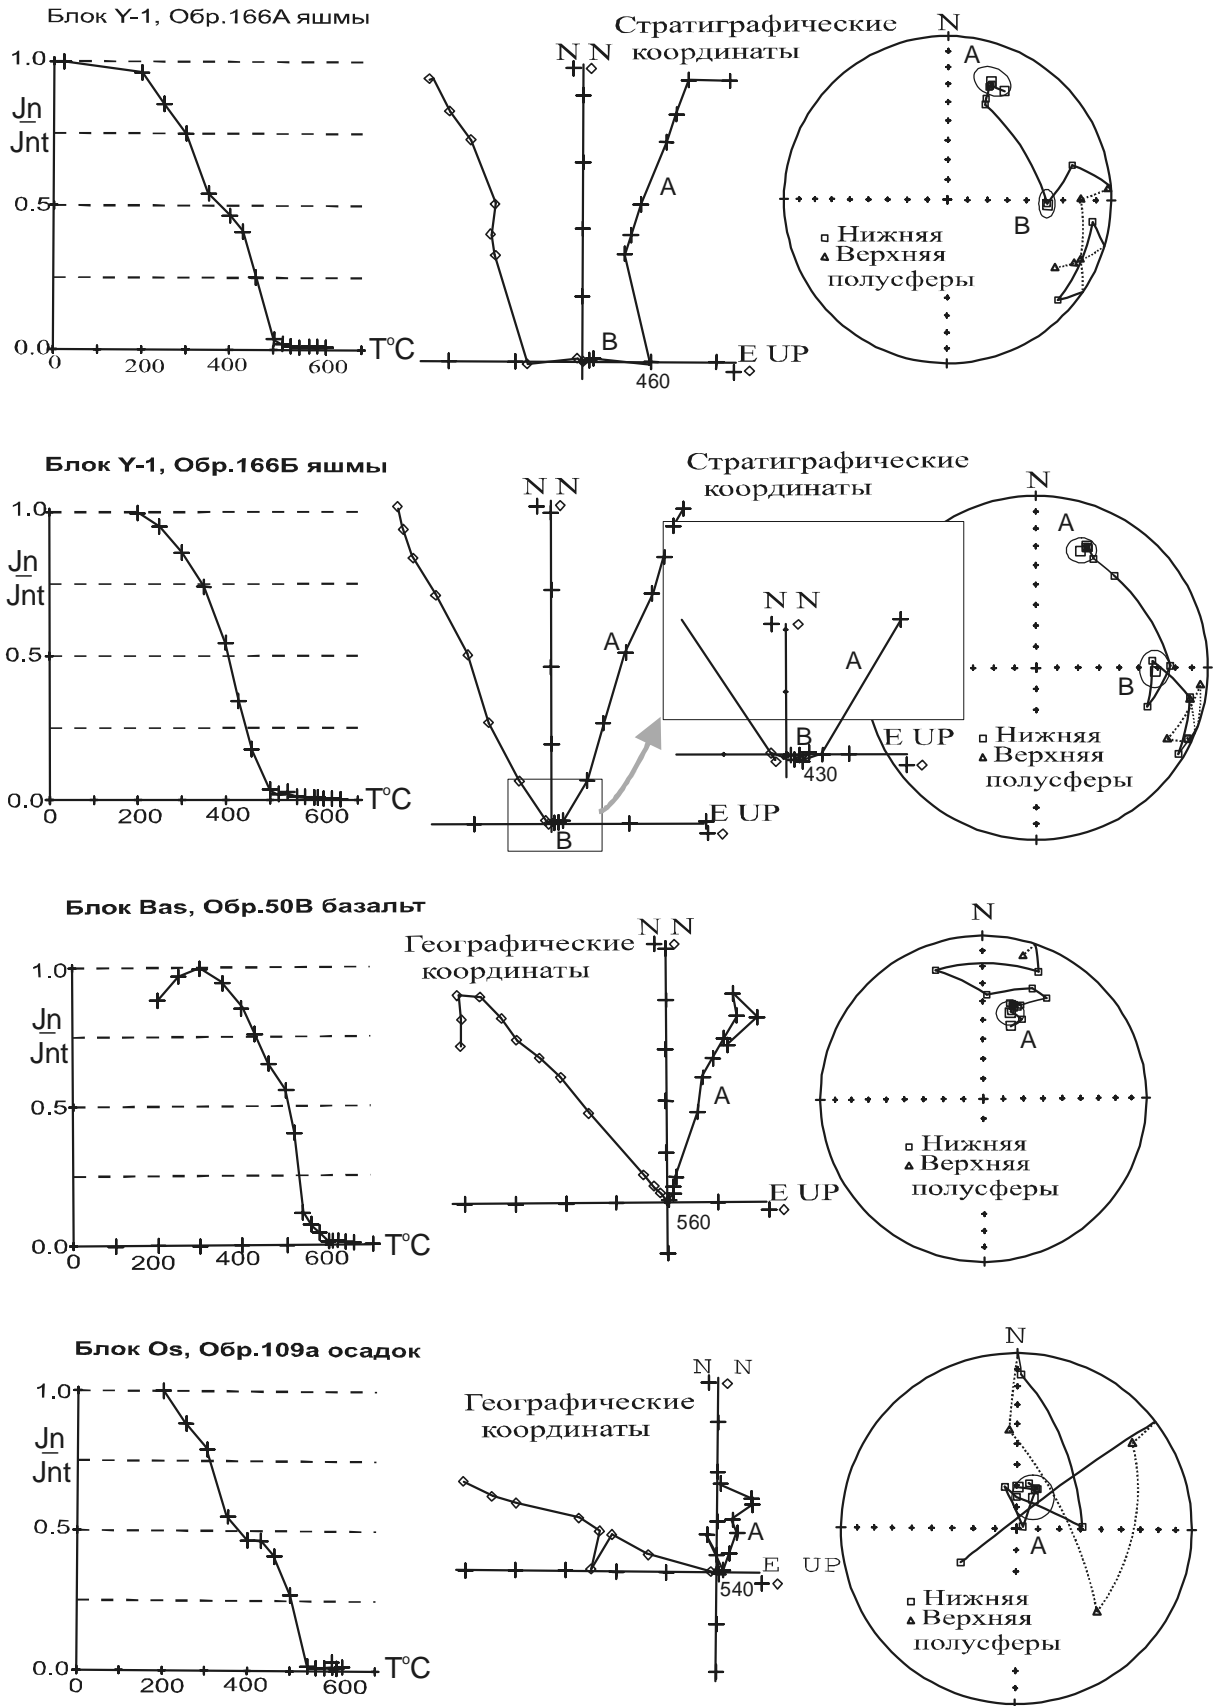 Блок Y-1, Обр.166А яшмы
1.0
Jn
Jnt
0.5
0.0
0
200
400
600
T°C
N N
Стратиграфические
координаты
A
B
460
E UP
N
A
B
Нижняя
Верхняя
полусферы
Блок Y-1, Обр.166Б яшмы
1.0
Jn
Jnt
0.5
0.0
0
200
400
600
T°C
N N
A
B
E UP
Стратиграфические
координаты
N N
A
B
430
E UP
N
A
B
Нижняя
Верхняя
полусферы
Блок Bas, Обр.50В базальт
1.0
Jn
Jnt
0.5
0.0
0
200
400
600
T°C
Географические
координаты
N N
A
560
E UP
N
A
Нижняя
Верхняя
полусферы
Блок Os, Обр.109а осадок
1.0
Jn
Jnt
0.5
0.0
0
200
400
600
T°C
Географические
координаты
N N
A
540
E UP
N
A
Нижняя
Верхняя
полусферы